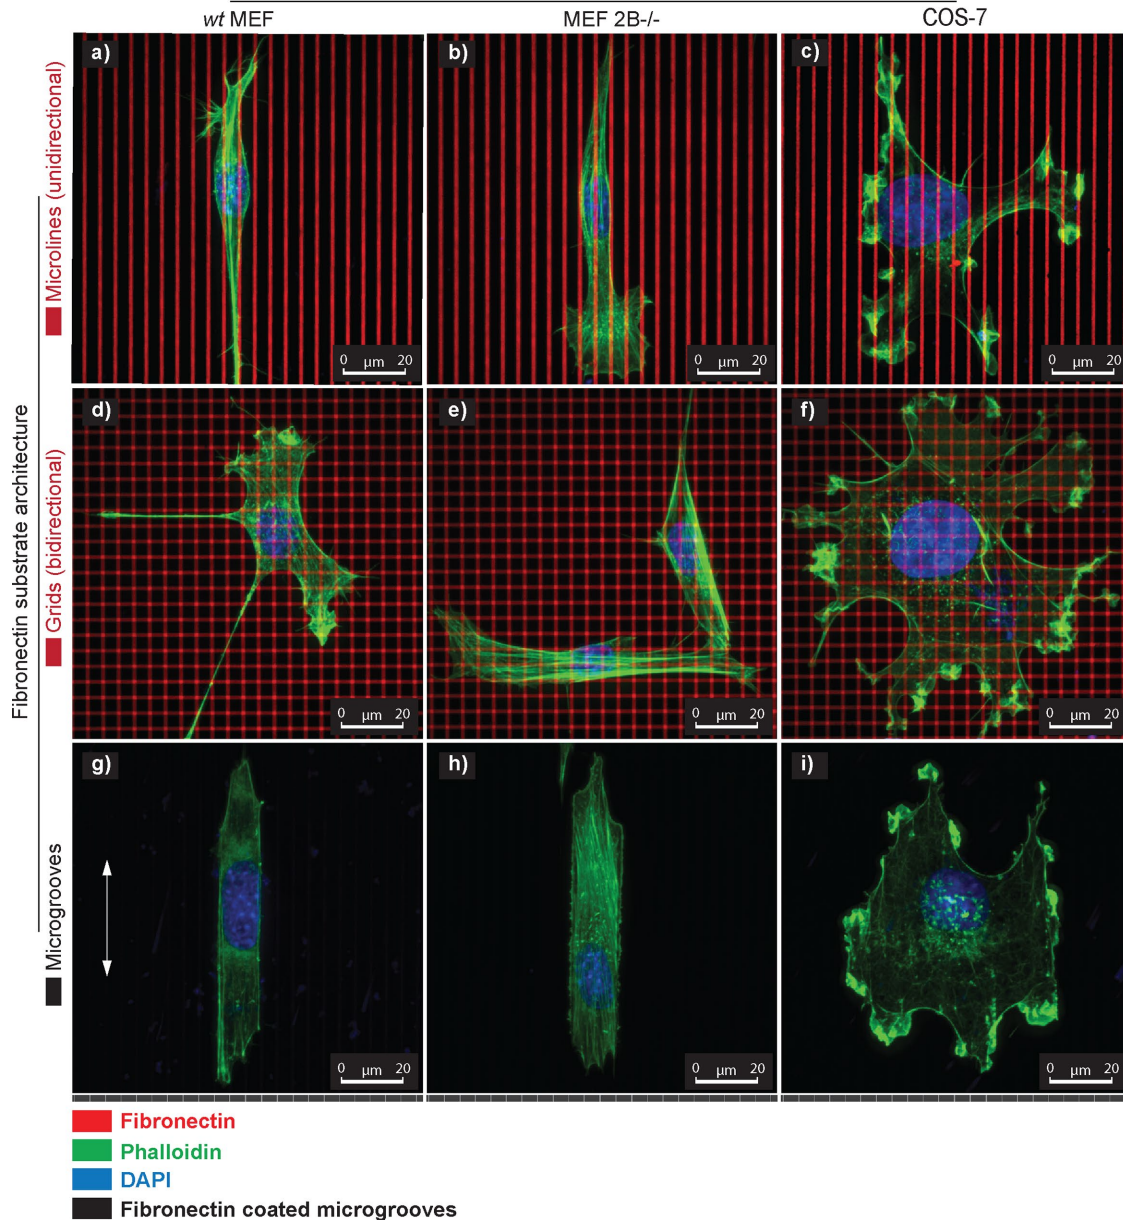 wt MEF
MEF 2B-/-
COS-7
Fibronectin substrate architecture
Microlines (unidirectional)
a)
0 µm 20
b)
0 µm 20
c)
0 µm 20
Grids (bidirectional)
d)
0 µm 20
e)
0 µm 20
f)
0 µm 20
Microgrooves
g)
0 µm 20
h)
0 µm 20
i)
0 µm 20
Fibronectin
Phalloidin
DAPI
Fibronectin coated microgrooves